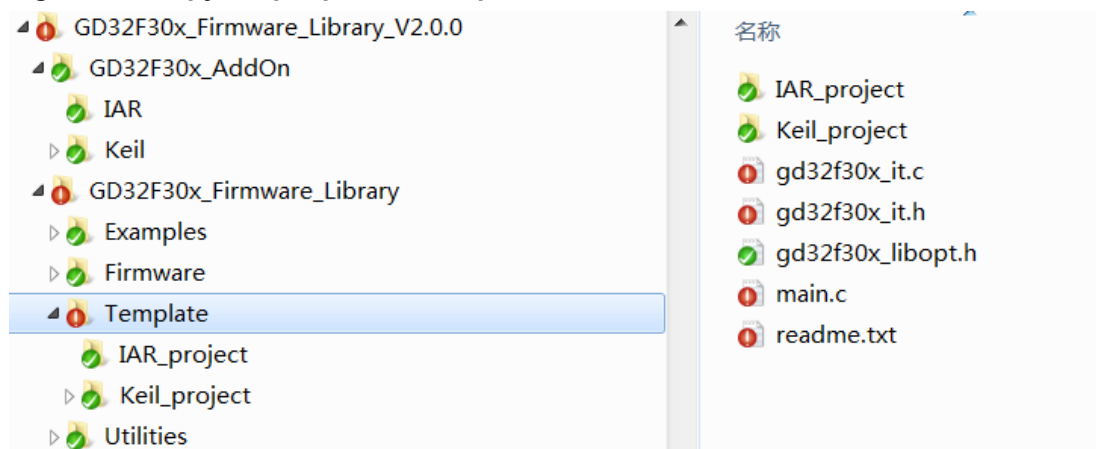 GD32F30x_Firmware_Library_V2.0.0
GD32F30x_AddOn
IAR
Keil
GD32F30x_Firmware_Library
Examples
Firmware
Template
IAR_project
Keil_project
Utilities
名称
IAR_project
Keil_project
gd32f30x_it.c
gd32f30x_it.h
gd32f30x_libopt.h
main.c
readme.txt